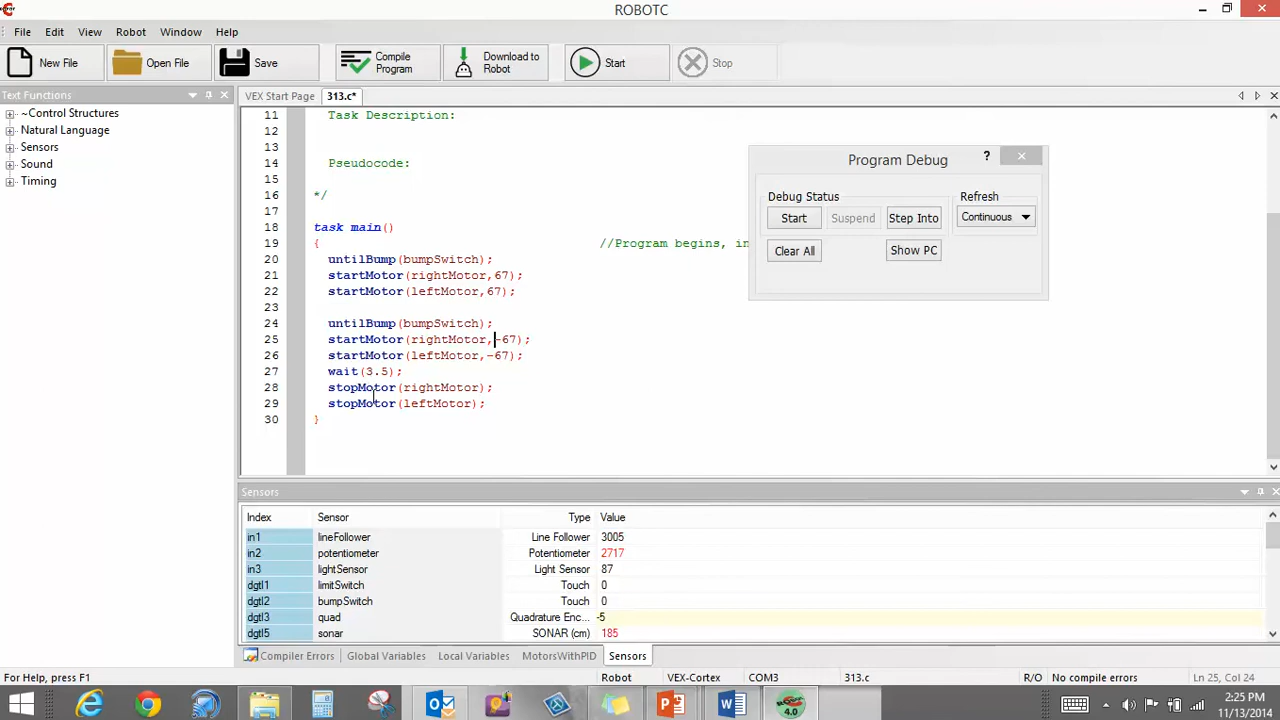 ROBOTC
File Edit View Robot Window Help
New File Open File Save Compile Program Download to Robot Start Stop
Text Functions
VEX Start Page 313.c*
~Control Structures
Natural Language
Sensors
Sound
Timing
11 Task Description:
12
13
14 Pseudocode:
15
16 */
17
18 task main()
19 { //Program begins, in
20 untilBump(bumpSwitch);
21 startMotor(rightMotor,67);
22 startMotor(leftMotor,67);
23
24 untilBump(bumpSwitch);
25 startMotor(rightMotor,-67);
26 startMotor(leftMotor,-67);
27 wait(3.5);
28 stopMotor(rightMotor);
29 stopMotor(leftMotor);
30 }
Program Debug ?
Debug Status Refresh
Start Suspend Step Into Continuous
Clear All Show PC
Sensors
Index Sensor Type Value
in1 lineFollower Line Follower 3005
in2 potentiometer Potentiometer 2717
in3 lightSensor Light Sensor 87
dgtl1 limitSwitch Touch 0
dgtl2 bumpSwitch Touch 0
dgtl3 quad Quadrature Enc... -5
dgtl5 sonar SONAR (cm) 185
Compiler Errors Global Variables Local Variables MotorsWithPID Sensors
For Help, press F1 Robot VEX-Cortex COM3 313.c R/O No compile errors Ln 25, Col 24
4.0
2:25 PM
11/13/2014